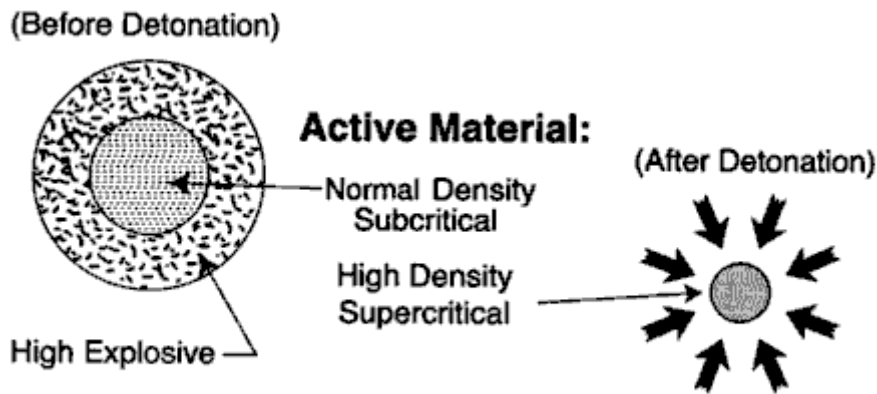 (Before Detonation)
Active Material:
Normal Density
Subcritical
High Density
Supercritical
High Explosive
(After Detonation)